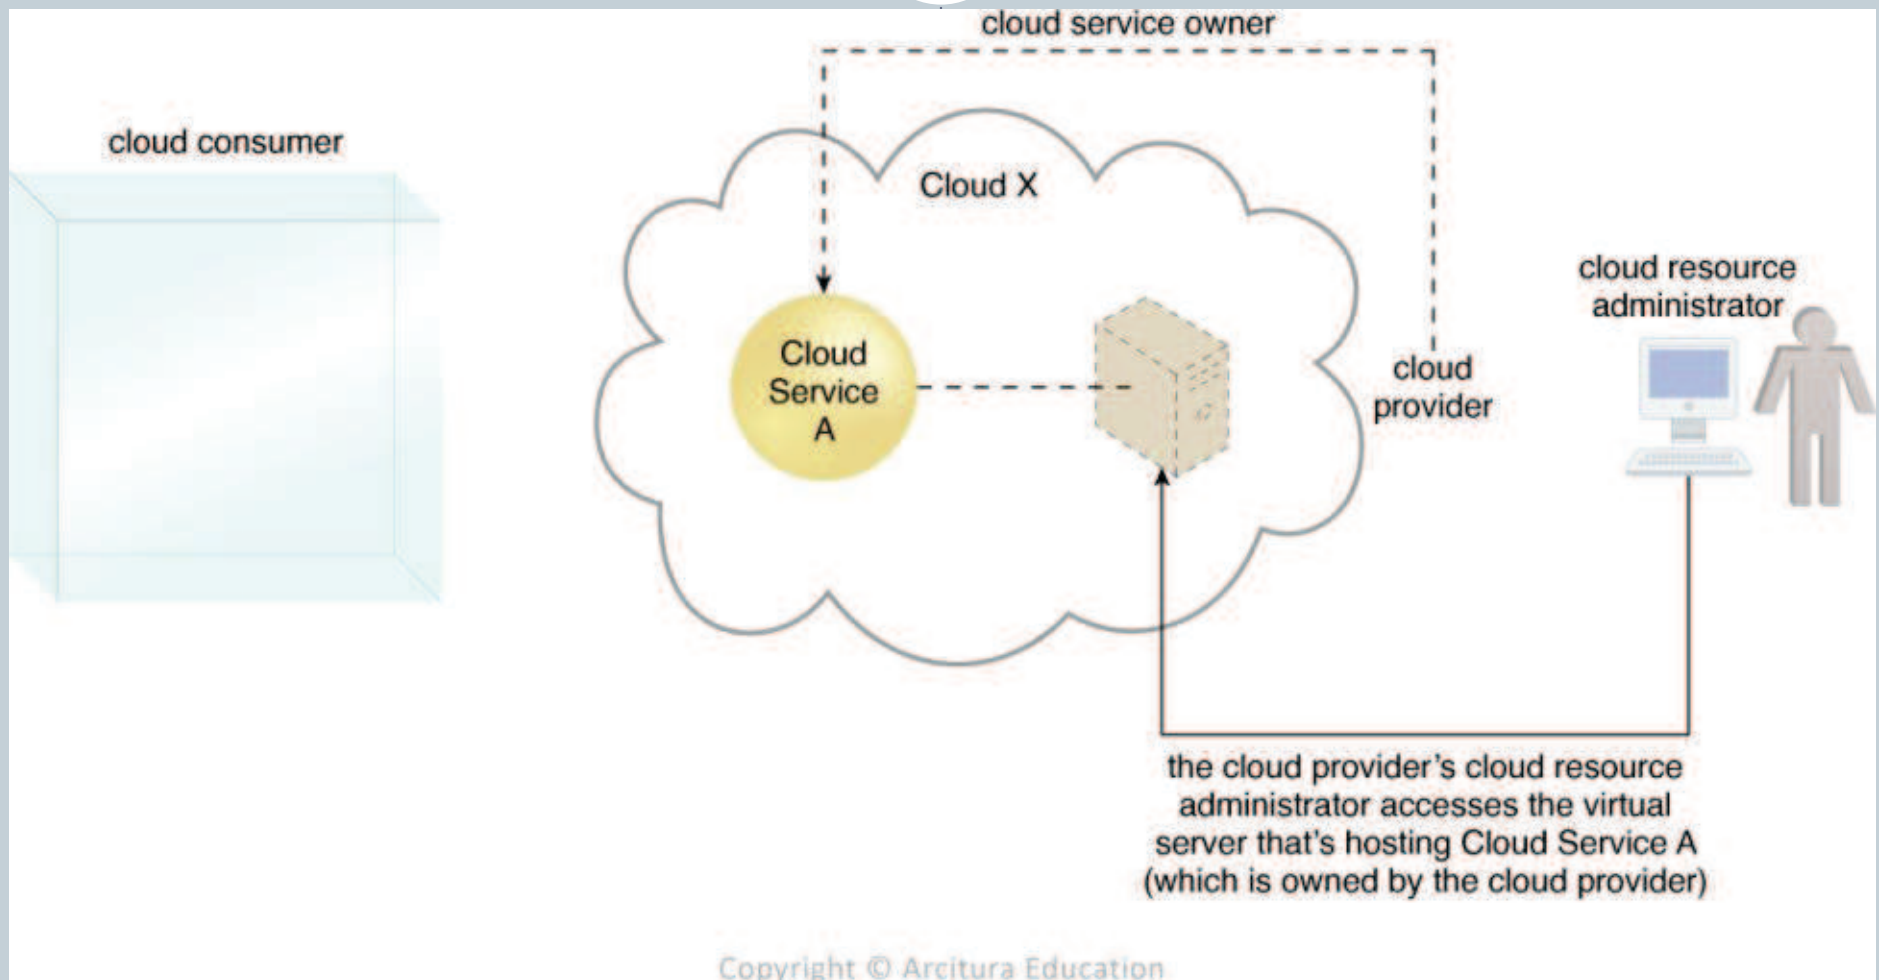 cloud service owner
cloud consumer
Cloud X
cloud resource
administrator
Cloud
Service
A
cloud
provider
the cloud provider's cloud resource
administrator accesses the virtual
server that's hosting Cloud Service A
(which is owned by the cloud provider)
Copyright © Arcitura Education